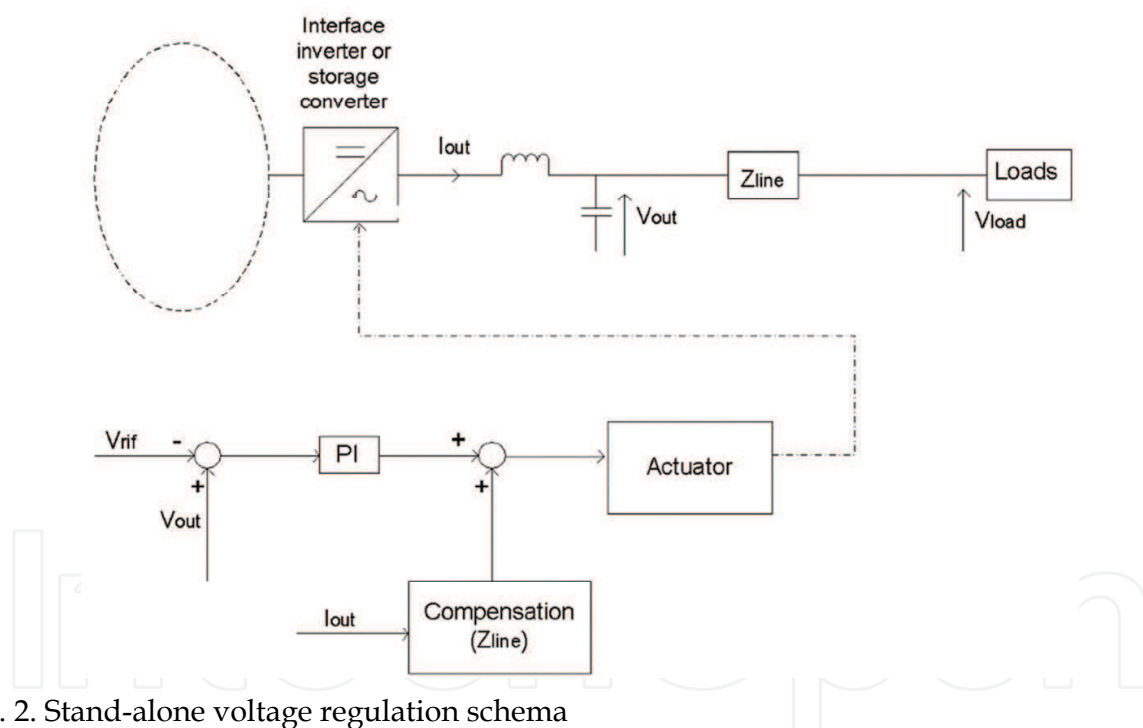 Interface
inverter or
storage
converter
Iout
Zline
Loads
Vout
Vload
Vrif
-
+
PI
+
+
Actuator
Vout
Iout
Compensation
(Zline)
. 2. Stand-alone voltage regulation schema